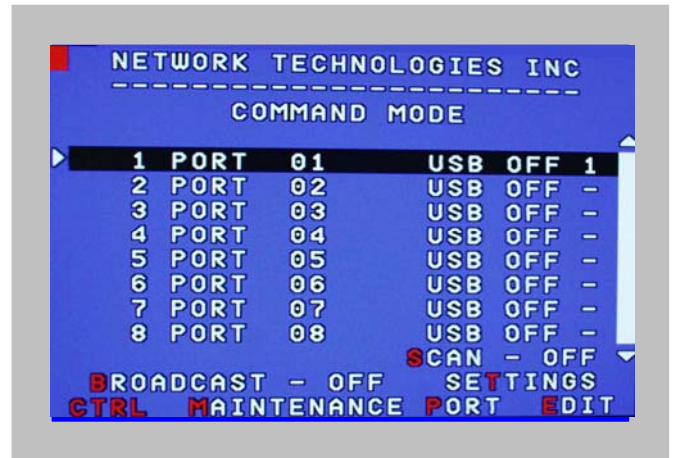 NETWORK TECHNOLOGIES INC
--------------------------
COMMAND MODE
1 PORT 01 USB OFF 1
2 PORT 02 USB OFF -
3 PORT 03 USB OFF -
4 PORT 04 USB OFF -
5 PORT 05 USB OFF -
6 PORT 06 USB OFF -
7 PORT 07 USB OFF -
8 PORT 08 USB OFF -
SCAN - OFF
BROADCAST - OFF SETTINGS
CTRL MAINTENANCE PORT EDIT